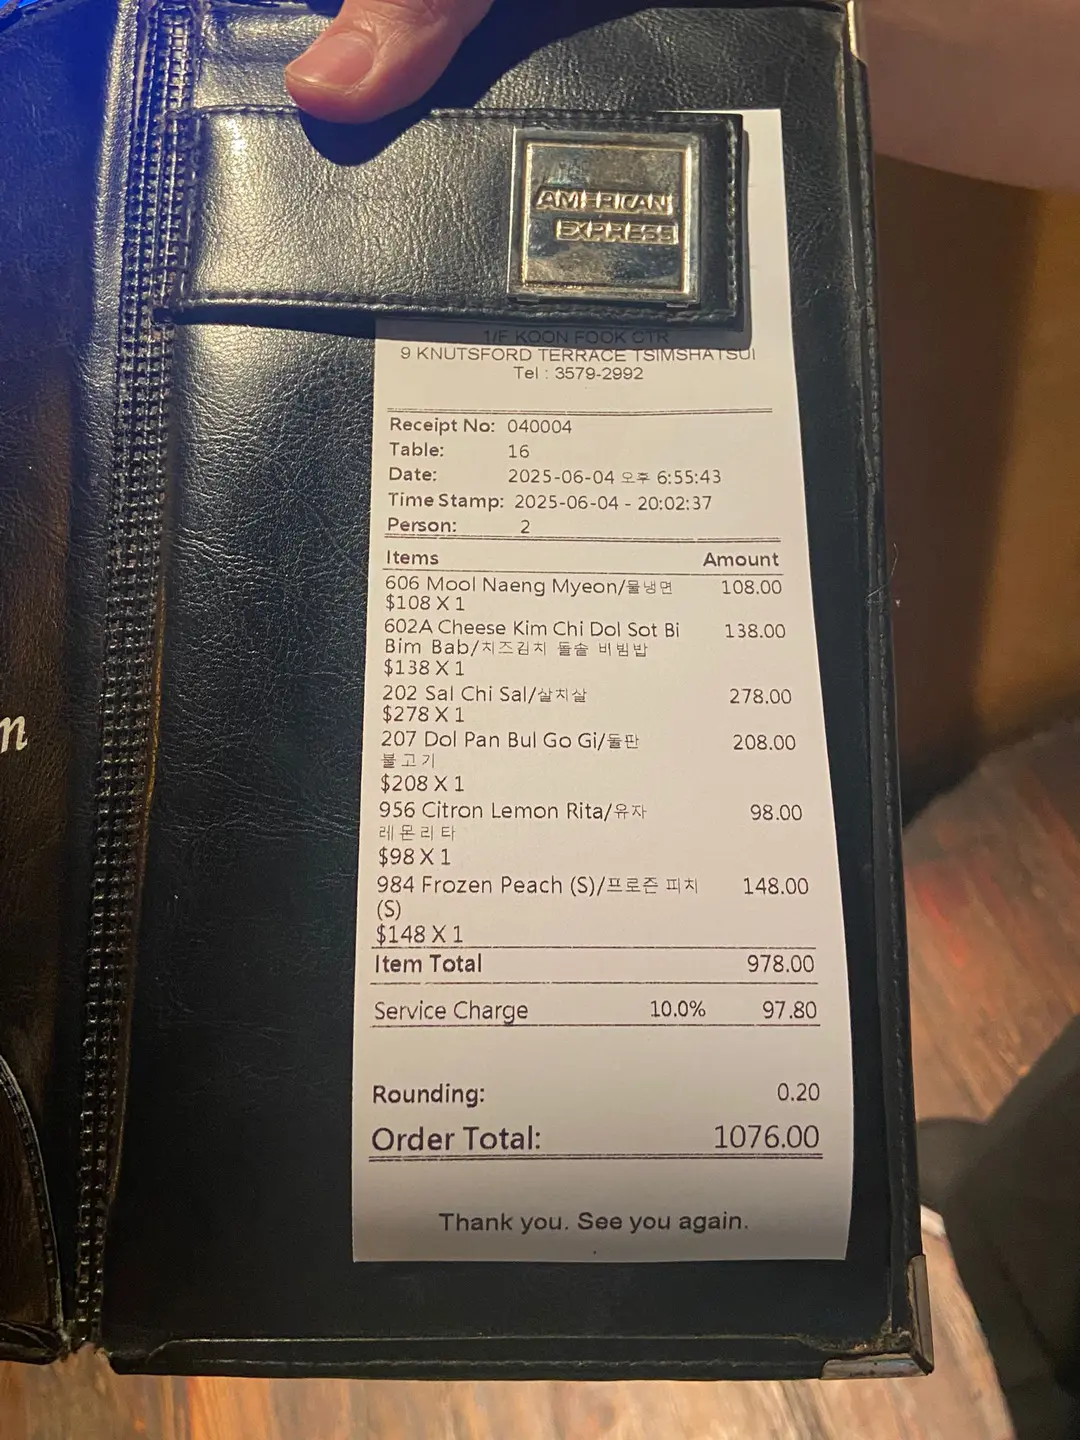 AMERICAN
EXPRESS
1/F KOON FOOK CTR
9 KNUTSFORD TERRACE TSIMSHATSUI
Tel : 3579-2992
Receipt No: 040004
Table: 16
Date: 2025-06-04 오후 6:55:43
Time Stamp: 2025-06-04 - 20:02:37
Person: 2
Items Amount
606 Mool Naeng Myeon/물냉면 108.00
$108 X 1
602A Cheese Kim Chi Dol Sot Bi 138.00
Bim Bab/치즈김치 돌솥 비빔밥
$138 X 1
202 Sal Chi Sal/살치살 278.00
$278 X 1
207 Dol Pan Bul Go Gi/돌판 208.00
불고기
$208 X 1
956 Citron Lemon Rita/유자 98.00
레몬리타
$98 X 1
984 Frozen Peach (S)/프로즌 피치 148.00
(S)
$148 X 1
Item Total 978.00
Service Charge 10.0% 97.80
Rounding: 0.20
Order Total: 1076.00
Thank you. See you again.